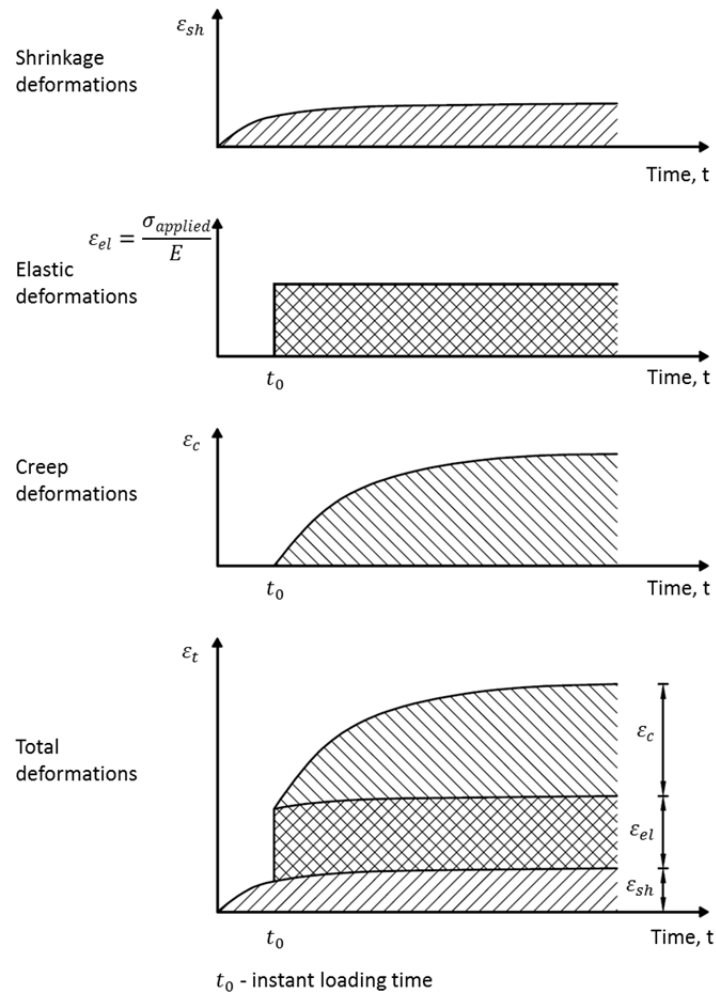 ε_sh
Shrinkage
deformations
Time, t
ε_el = σ_applied / E
Elastic
deformations
t_0
Time, t
ε_c
Creep
deformations
t_0
Time, t
ε_t
Total
deformations
ε_c
ε_el
ε_sh
t_0
Time, t
t_0 - instant loading time